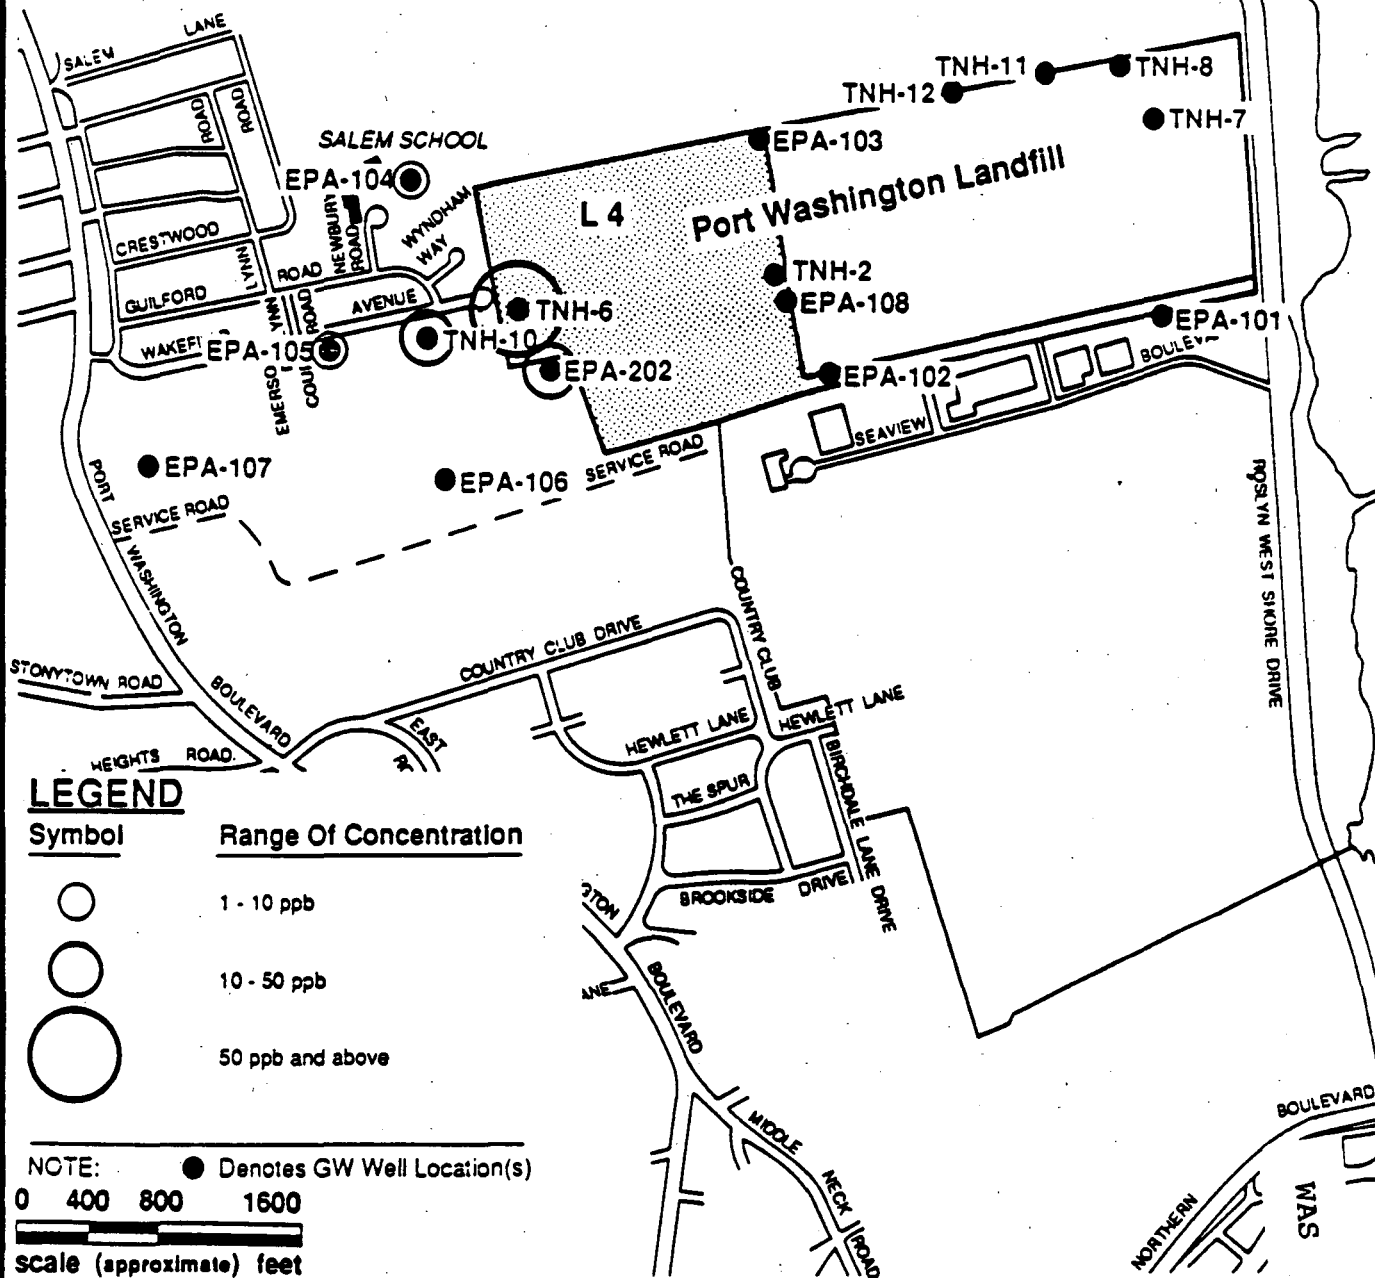 SALEM LANE
ROAD
ROAD
SALEM SCHOOL
EPA-104
NEWBURY
ROAD
WYNDHAM
WAY
CRESTWOOD
LYNN
ROAD
GUILFORD
AVENUE
EPA-105
TNH-10
TNH-6
EPA-202
L 4
Port Washington Landfill
TNH-11
TNH-12
TNH-8
TNH-7
EPA-103
TNH-2
EPA-108
EPA-101
EPA-102
SEAVIEW
EPA-107
EPA-106
SERVICE ROAD
SERVICE ROAD
PORT
WASHINGTON
BOULEVARD
STONYTOWN ROAD
HEIGHTS ROAD.
EAST
COUNTRY CLUB DRIVE
COUNTRY CLUB
HEWLETT LANE
HEWLETT LANE
THE SPUR
BIRCHDALE LANE DRIVE
BROOKSIDE DRIVE
ROSLYN WEST SHORE DRIVE
BOULEVARD
MIDDLE
NECK
ROAD
NORTHERN
BOULEVARD
WAS
LEGEND
Symbol Range Of Concentration
1 - 10 ppb
10 - 50 ppb
50 ppb and above
NOTE: Denotes GW Well Location(s)
0 400 800 1600
scale (approximate) feet